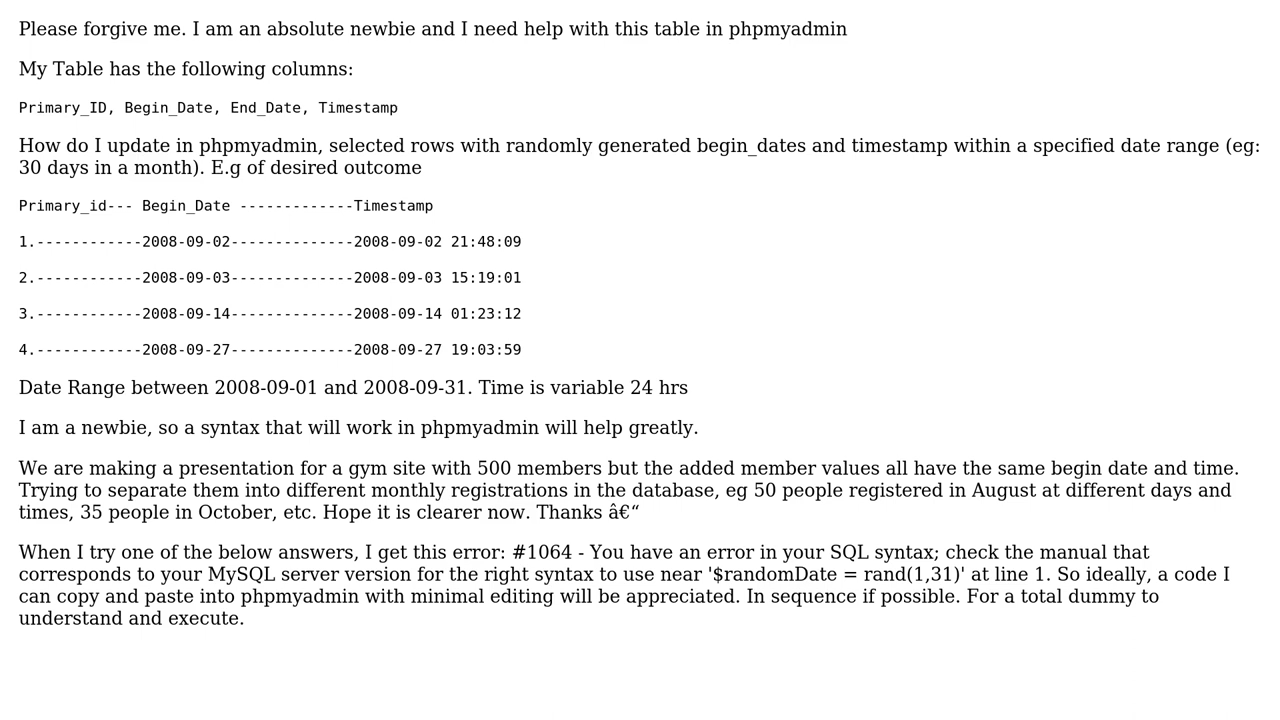 Please forgive me. I am an absolute newbie and I need help with this table in phpmyadmin
My Table has the following columns:
Primary_ID, Begin_Date, End_Date, Timestamp
How do I update in phpmyadmin, selected rows with randomly generated begin_dates and timestamp within a specified date range (eg:
30 days in a month). E.g of desired outcome
Primary_id--- Begin_Date -------------Timestamp
1.------------2008-09-02--------------2008-09-02 21:48:09
2.------------2008-09-03--------------2008-09-03 15:19:01
3.------------2008-09-14--------------2008-09-14 01:23:12
4.------------2008-09-27--------------2008-09-27 19:03:59
Date Range between 2008-09-01 and 2008-09-31. Time is variable 24 hrs
I am a newbie, so a syntax that will work in phpmyadmin will help greatly.
We are making a presentation for a gym site with 500 members but the added member values all have the same begin date and time.
Trying to separate them into different monthly registrations in the database, eg 50 people registered in August at different days and
times, 35 people in October, etc. Hope it is clearer now. Thanks â€“
When I try one of the below answers, I get this error: #1064 - You have an error in your SQL syntax; check the manual that
corresponds to your MySQL server version for the right syntax to use near '$randomDate = rand(1,31)' at line 1. So ideally, a code I
can copy and paste into phpmyadmin with minimal editing will be appreciated. In sequence if possible. For a total dummy to
understand and execute.